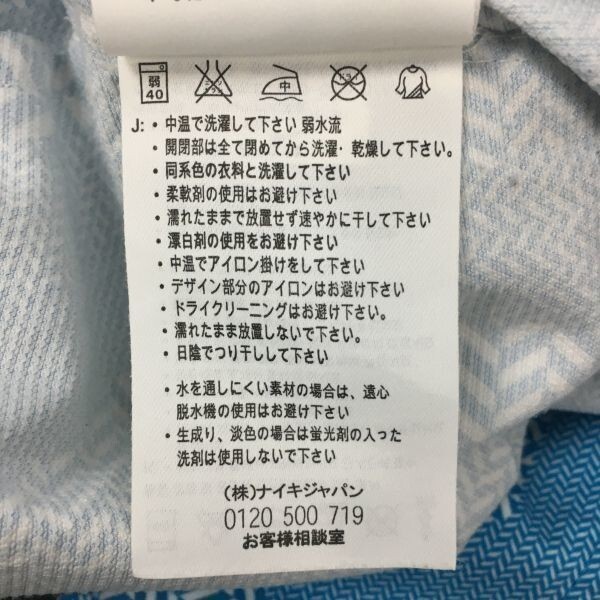 弱
40
エンソ
サラシ
中
ドライ
J: ・ 中温で洗濯して下さい 弱水流
・ 開閉部は全て閉めてから洗濯・乾燥して下さい。
・ 同系色の衣料と洗濯して下さい
・ 柔軟剤の使用はお避け下さい
・ 濡れたままで放置せず速やかに干して下さい
・ 漂白剤の使用をお避け下さい
・ 中温でアイロン掛けをして下さい
・ デザイン部分のアイロンはお避け下さい
・ ドライクリーニングはお避け下さい
・ 濡れたまま放置しないで下さい。
・ 日陰でつり干しして下さい
・ 水を通しにくい素材の場合は、遠心
脱水機の使用はお避け下さい
・ 生成り、淡色の場合は蛍光剤の入った
洗剤は使用しないで下さい
(株)ナイキジャパン
0120 500 719
お客様相談室